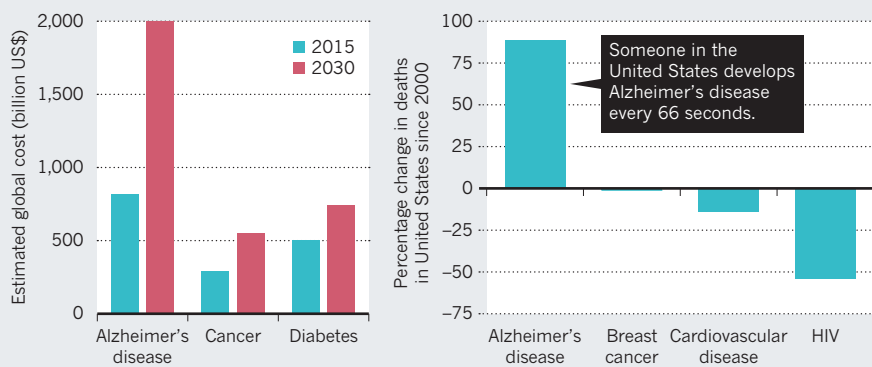 Estimated global cost (billion US$)
2,000
1,500
1,000
500
0
2015
2030
Alzheimer's
disease
Cancer
Diabetes
Percentage change in deaths
in United States since 2000
100
75
50
25
0
−25
−50
−75
Someone in the
United States develops
Alzheimer's disease
every 66 seconds.
Alzheimer's
disease
Breast
cancer
Cardiovascular
disease
HIV